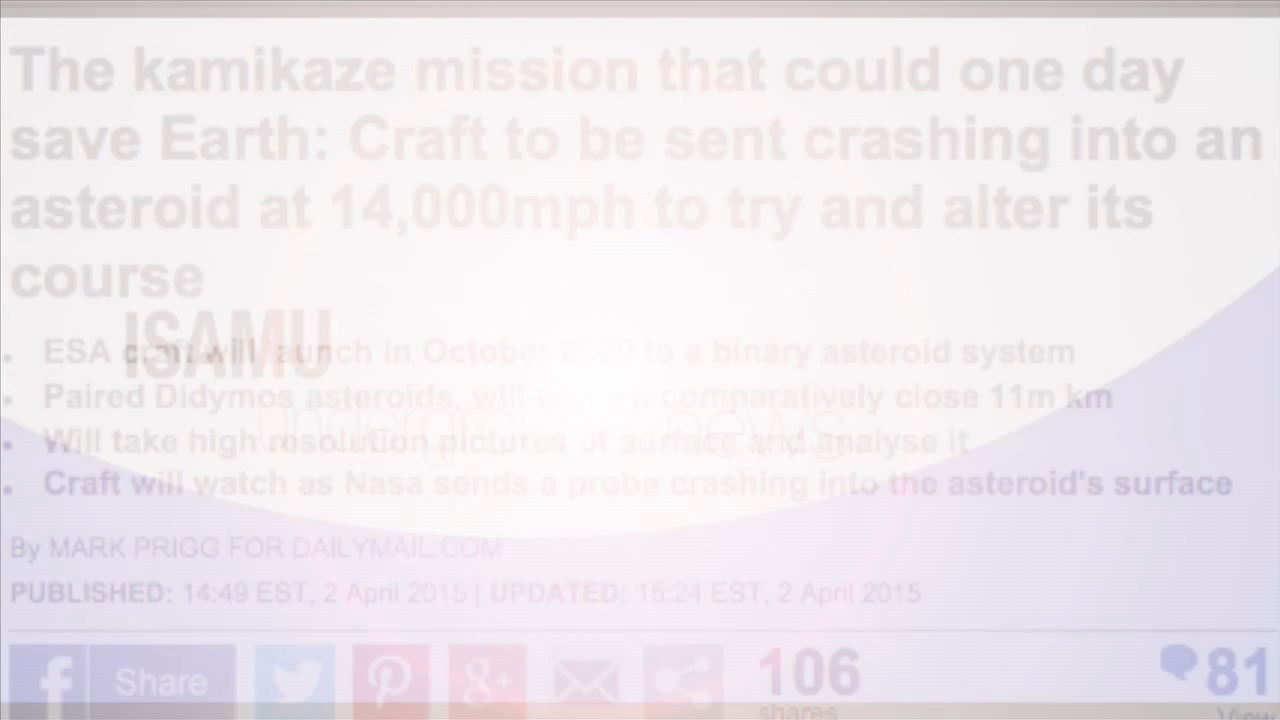 The kamikaze mission that could one day
save Earth: Craft to be sent crashing into an
asteroid at 14,000mph to try and alter its
course
ISAMU
• ESA craft will launch in October 2020 to a binary asteroid system
• Paired Didymos asteroids, will a comparatively close 11m km
underground news
• Will take high resolution pictures of surface and analyse it
• Craft will watch as Nasa sends a probe crashing into the asteroid's surface
By MARK PRIGG FOR DAILYMAIL.COM
PUBLISHED: 14:49 EST, 2 April 2015 | UPDATED: 15:24 EST, 2 April 2015
f Share g+ 106 81
shares View